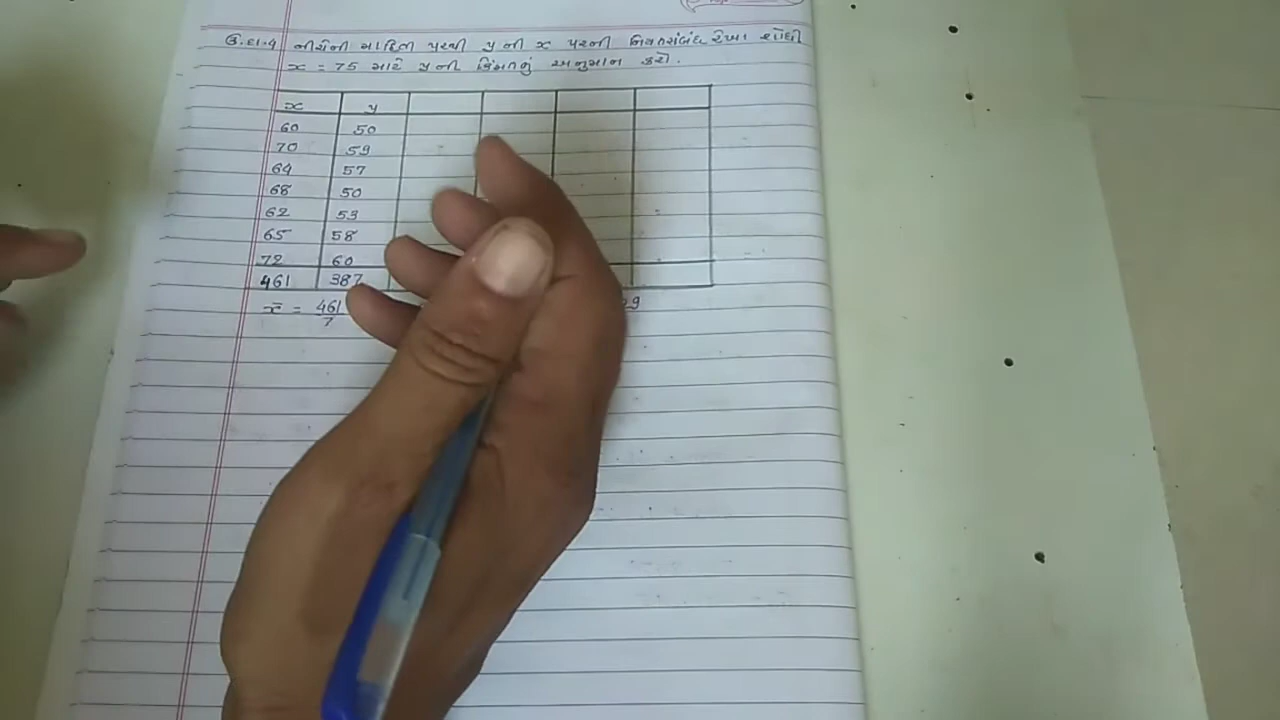 ઉ.દા.૧ નીચેની માહિતી પરથી y ની x પરની નિયતસંબંધ રેખા શોધી
x = 75 માટે y ની કિંમતનું અનુમાન કરો.
x y
60 50
70 59
64 57
68 50
62 53
65 58
72 60
461 387
x̄ = 461/7